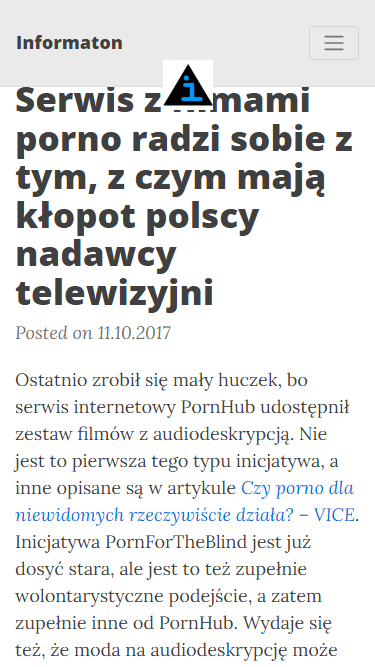 Informaton
i
Serwis z mami
porno radzi sobie z
tym, z czym mają
kłopot polscy
nadawcy
telewizyjni
Posted on 11.10.2017
Ostatnio zrobił się mały huczek, bo
serwis internetowy PornHub udostępnił
zestaw filmów z audiodeskrypcją. Nie
jest to pierwsza tego typu inicjatywa, a
inne opisane są w artykule Czy porno dla
niewidomych rzeczywiście działa? – VICE.
Inicjatywa PornForTheBlind jest już
dosyć stara, ale jest to też zupełnie
wolontarystyczne podejście, a zatem
zupełnie inne od PornHub. Wydaje się
też, że moda na audiodeskrypcję może